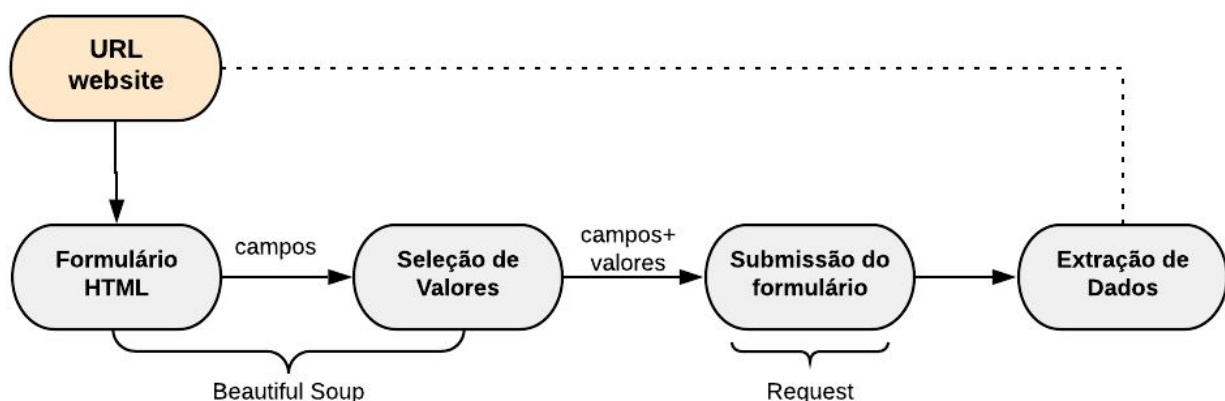 URL
website
Formulário
HTML
campos
Seleção de
Valores
campos+
valores
Submissão do
formulário
Extração de
Dados
Beautiful Soup
Request